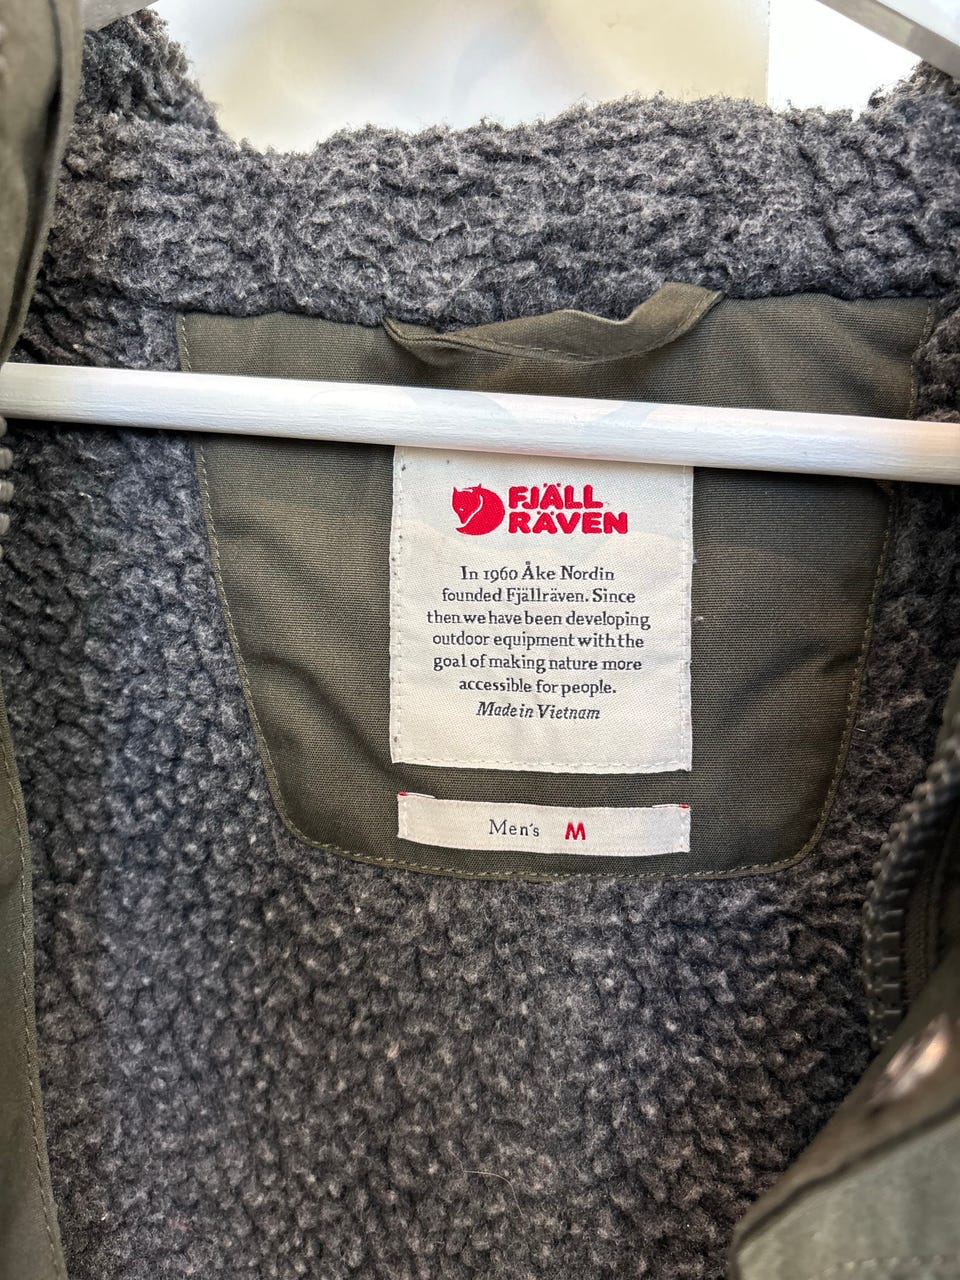 FJÄLL
RÄVEN
In 1960 Åke Nordin
founded Fjällräven. Since
then we have been developing
outdoor equipment with the
goal of making nature more
accessible for people.
Made in Vietnam
Men's M